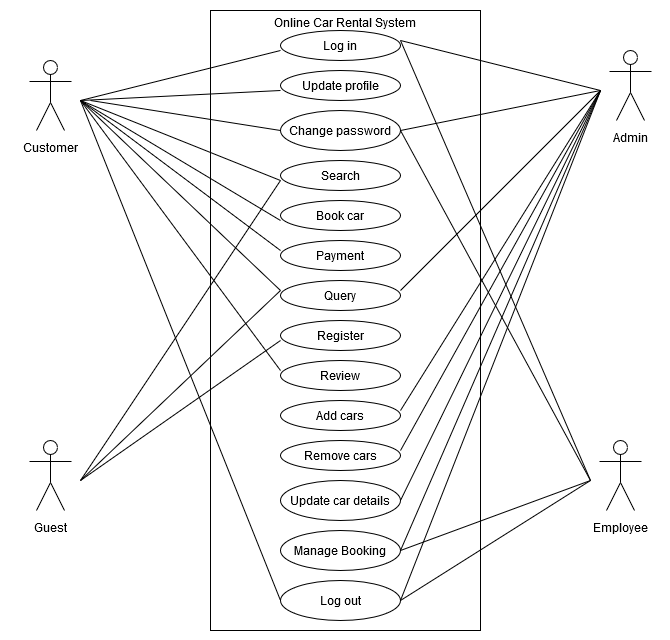 Online Car Rental System
Log in
Update profile
Change password
Search
Book car
Payment
Query
Register
Review
Add cars
Remove cars
Update car details
Manage Booking
Log out
Customer
Guest
Admin
Employee